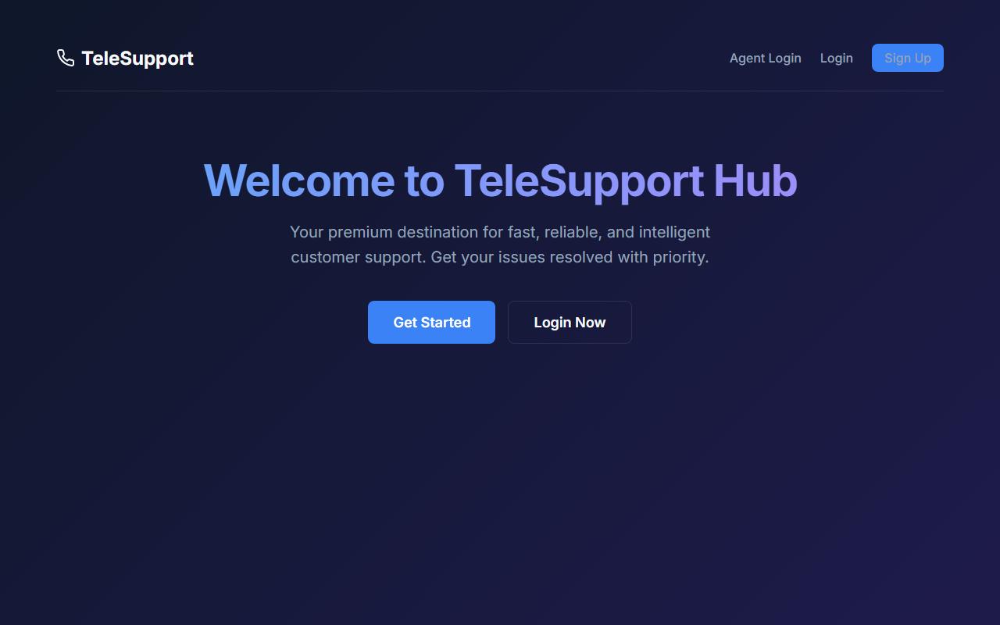 TeleSupport
Agent Login
Login
Sign Up
Welcome to TeleSupport Hub
Your premium destination for fast, reliable, and intelligent
customer support. Get your issues resolved with priority.
Get Started
Login Now